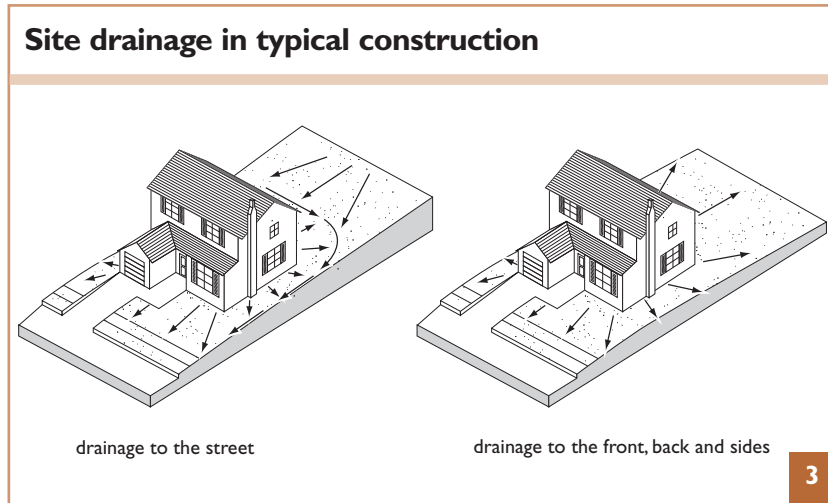 Site drainage in typical construction
drainage to the street
drainage to the front, back and sides
3